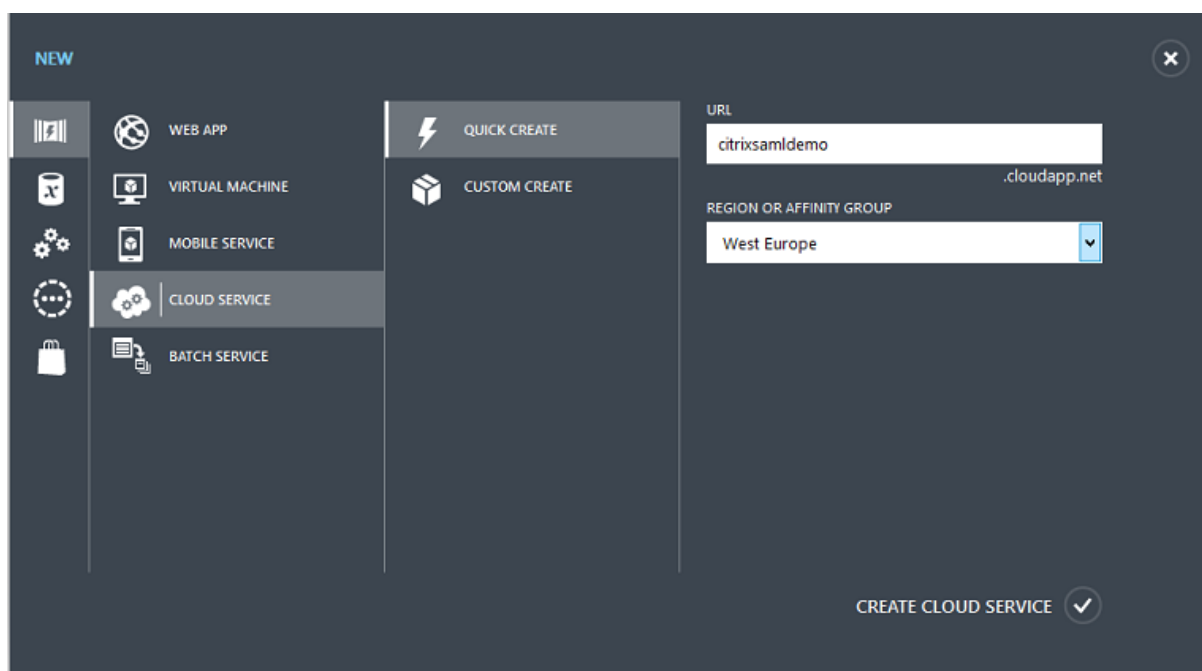 NEW
WEB APP
VIRTUAL MACHINE
MOBILE SERVICE
CLOUD SERVICE
BATCH SERVICE
QUICK CREATE
CUSTOM CREATE
URL
citrixsamldemo
.cloudapp.net
REGION OR AFFINITY GROUP
West Europe
CREATE CLOUD SERVICE